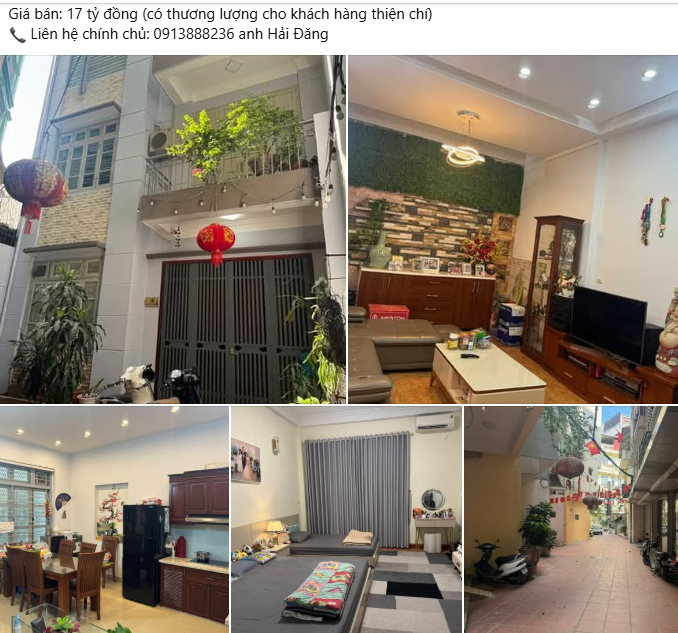 Giá bán: 17 tỷ đồng (có thương lượng cho khách hàng thiện chí)
📞 Liên hệ chính chủ: 0913888236 anh Hải Đăng
ARISTON